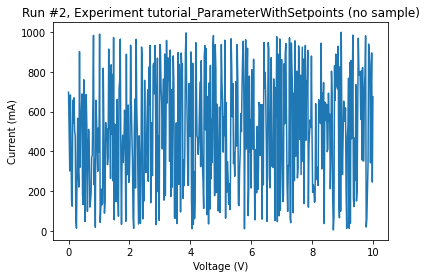 Run #2, Experiment tutorial_ParameterWithSetpoints (no sample)
1000
800
600
400
200
0
Current (mA)
0 2 4 6 8 10
Voltage (V)